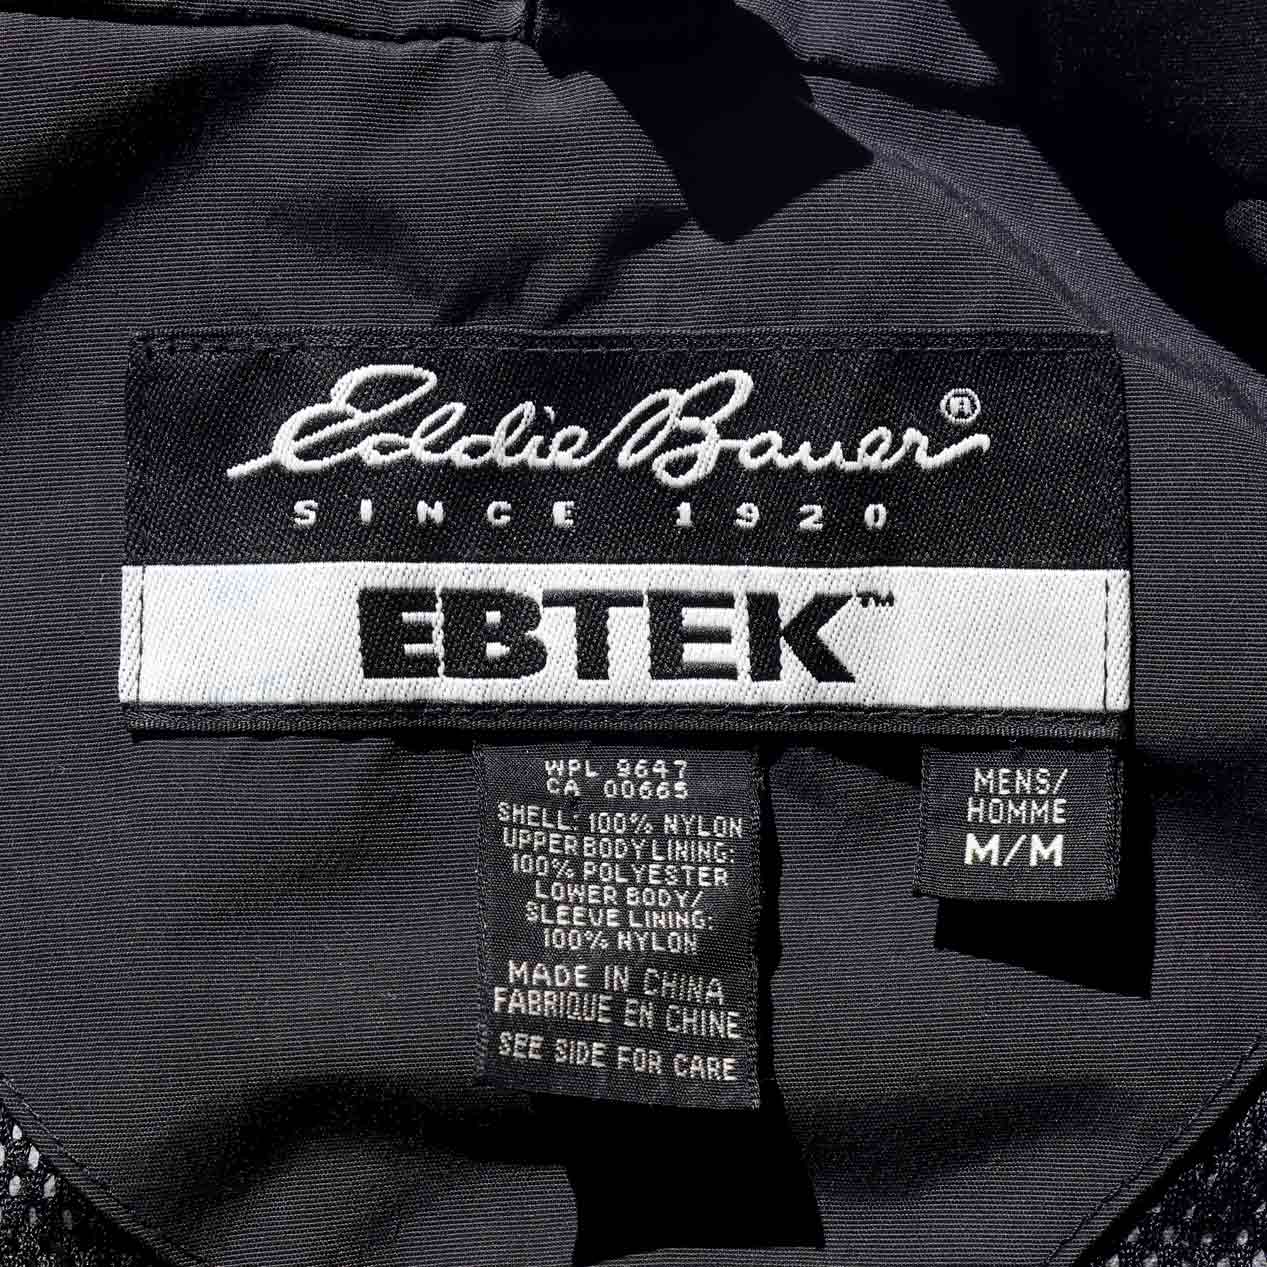 Eddie Bauer®
SINCE 1920
EBTEK™
WPL 9647
CA 00665
SHELL: 100% NYLON
UPPER BODY LINING:
100% POLYESTER
LOWER BODY/
SLEEVE LINING:
100% NYLON
MADE IN CHINA
FABRIQUE EN CHINE
SEE SIDE FOR CARE
MENS/
HOMME
M/M